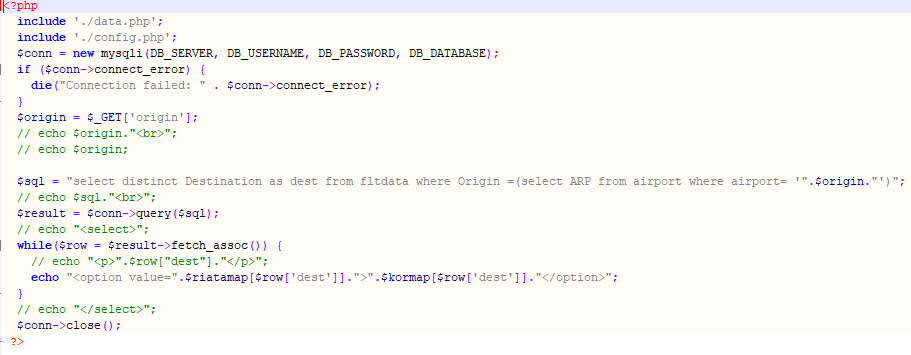 <?php
include './data.php';
include './config.php';
$conn = new mysqli(DB_SERVER, DB_USERNAME, DB_PASSWORD, DB_DATABASE);
if ($conn->connect_error) {
die("Connection failed: " . $conn->connect_error);
}
$origin = $_GET['origin'];
// echo $origin."<br>";
// echo $origin;
$sql = "select distinct Destination as dest from fltdata where Origin =(select ARP from airport where airport= '".$origin."')";
// echo $sql."<br>";
$result = $conn->query($sql);
// echo "<select>";
while($row = $result->fetch_assoc()) {
// echo "<p>".$row["dest"]."</p>";
echo "<option value=".$riatamap[$row['dest']].">".$kormap[$row['dest']]."</option>";
}
// echo "</select>";
$conn->close();
?>